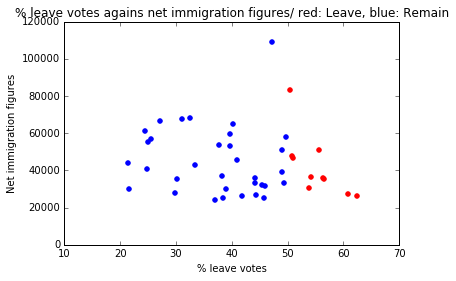 % leave votes agains net immigration figures/ red: Leave, blue: Remain
120000
100000
80000
60000
40000
20000
0
Net immigration figures
10 20 30 40 50 60 70
% leave votes